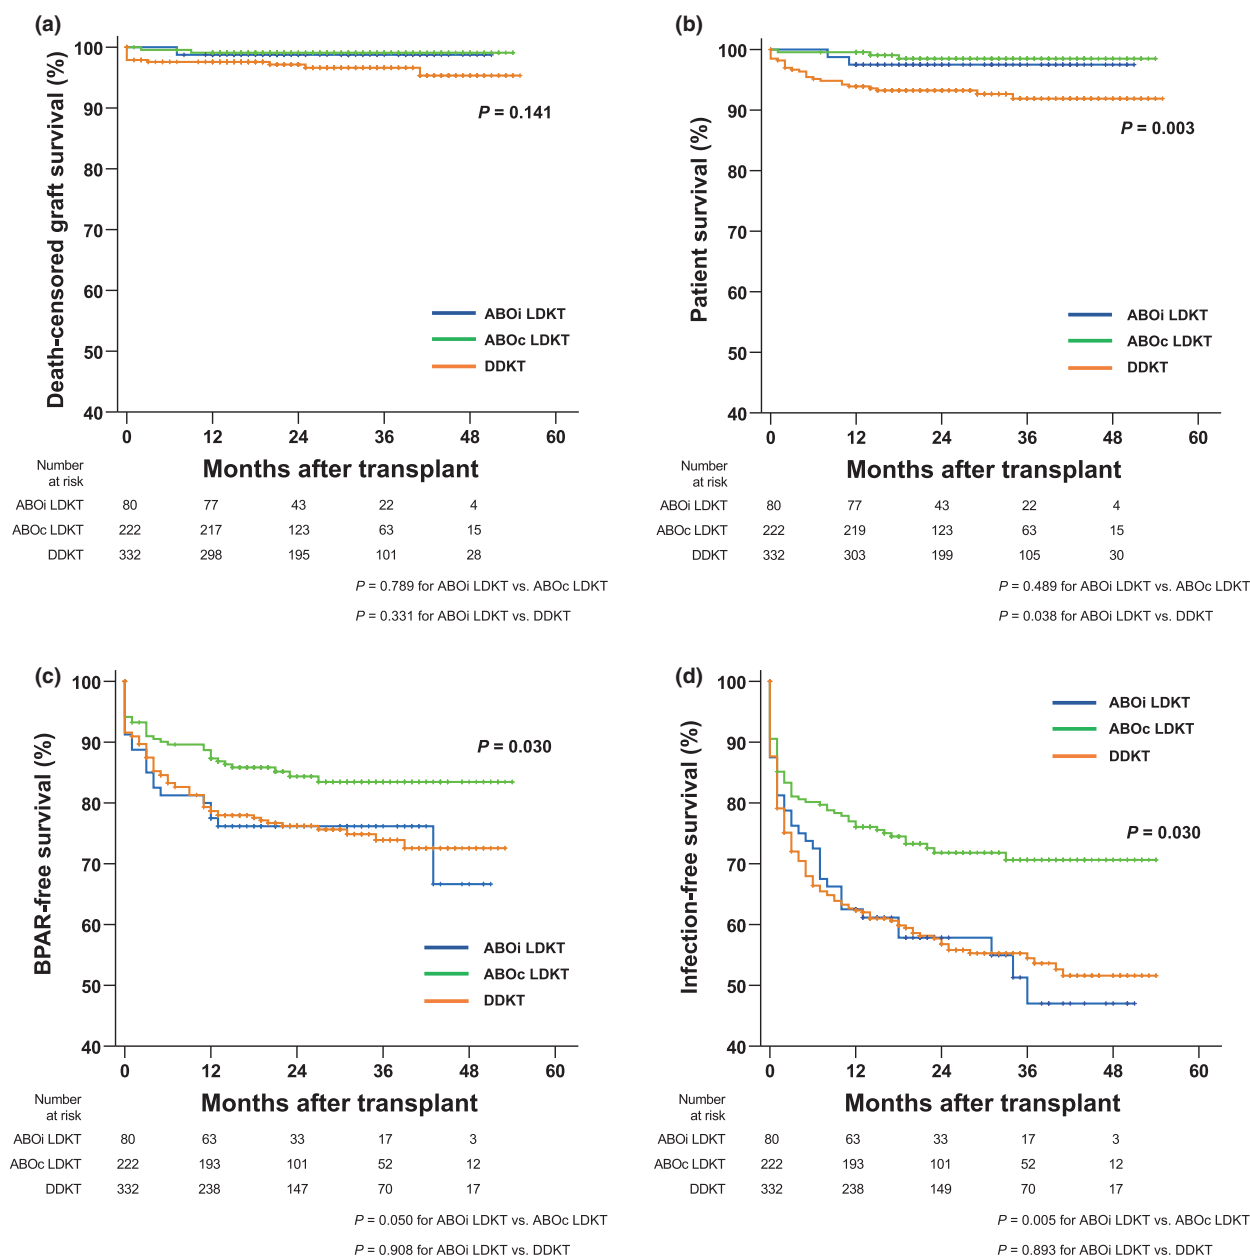 (a)
Death-censored graft survival (%)
100
90
80
70
60
50
40
P = 0.141
ABOi LDKT
ABOc LDKT
DDKT
0 12 24 36 48 60
Months after transplant
Number
at risk
ABOi LDKT 80 77 43 22 4
ABOc LDKT 222 217 123 63 15
DDKT 332 298 195 101 28
P = 0.789 for ABOi LDKT vs. ABOc LDKT
P = 0.331 for ABOi LDKT vs. DDKT
(b)
Patient survival (%)
100
90
80
70
60
50
40
P = 0.003
ABOi LDKT
ABOc LDKT
DDKT
0 12 24 36 48 60
Months after transplant
Number
at risk
ABOi LDKT 80 77 43 22 4
ABOc LDKT 222 219 123 63 15
DDKT 332 303 199 105 30
P = 0.489 for ABOi LDKT vs. ABOc LDKT
P = 0.038 for ABOi LDKT vs. DDKT
(c)
BPAR-free survival (%)
100
90
80
70
60
50
40
P = 0.030
ABOi LDKT
ABOc LDKT
DDKT
0 12 24 36 48 60
Months after transplant
Number
at risk
ABOi LDKT 80 63 33 17 3
ABOc LDKT 222 193 101 52 12
DDKT 332 238 147 70 17
P = 0.050 for ABOi LDKT vs. ABOc LDKT
P = 0.908 for ABOi LDKT vs. DDKT
(d)
Infection-free survival (%)
100
90
80
70
60
50
40
ABOi LDKT
ABOc LDKT
DDKT
P = 0.030
0 12 24 36 48 60
Months after transplant
Number
at risk
ABOi LDKT 80 63 33 17 3
ABOc LDKT 222 193 101 52 12
DDKT 332 238 149 70 17
P = 0.005 for ABOi LDKT vs. ABOc LDKT
P = 0.893 for ABOi LDKT vs. DDKT